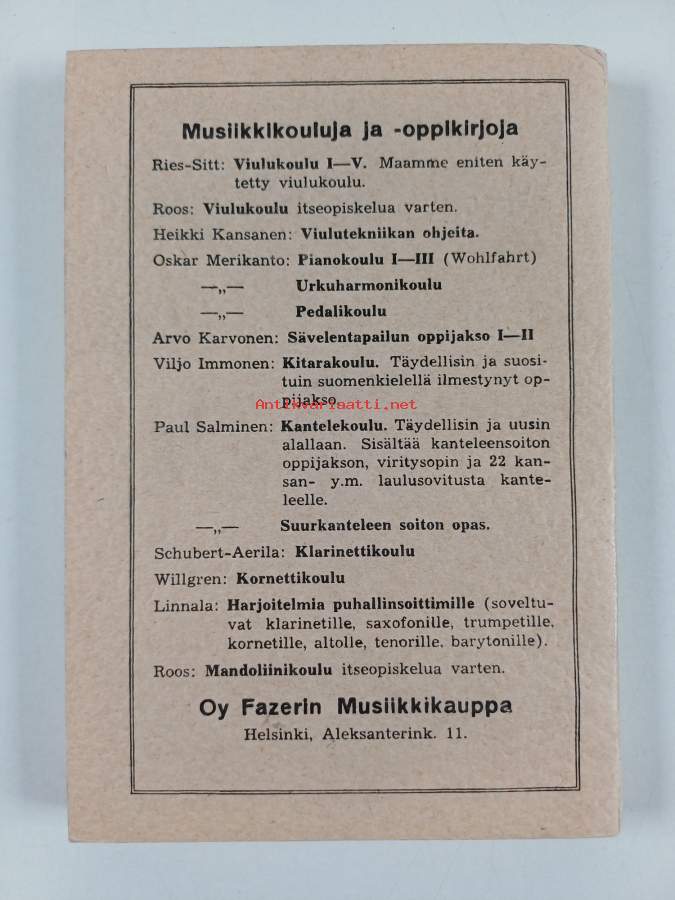 Musiikkikouluja ja -oppikirjoja
Ries-Sitt: Viulukoulu I—V. Maamme eniten käy-
tetty viulukoulu.
Roos: Viulukoulu itseopiskelua varten.
Heikki Kansanen: Viulutekniikan ohjeita.
Oskar Merikanto: Pianokoulu I—III (Wohlfahrt)
—„— Urkuharmonikoulu
—„— Pedalikoulu
Arvo Karvonen: Sävelentapailun oppijakso I—II
Viljo Immonen: Kitarakoulu. Täydellisin ja suosi-
tuin suomenkielellä ilmestynyt op-
pijakso.
Antikvariaatti.net
Paul Salminen: Kantelekoulu. Täydellisin ja uusin
alallaan. Sisältää kanteleensoiton
oppijakson, viritysopin ja 22 kan-
san- y.m. laulusovitusta kante-
leelle.
—„— Suurkanteleen soiton opas.
Schubert-Aerila: Klarinettikoulu
Willgren: Kornettikoulu
Linnala: Harjoitelmia puhallinsoittimille (soveltu-
vat klarinetille, saxofonille, trumpetille,
kornetille, altolle, tenorille, barytonille).
Roos: Mandoliinikoulu itseopiskelua varten.
Oy Fazerin Musiikkikauppa
Helsinki, Aleksanterink. 11.